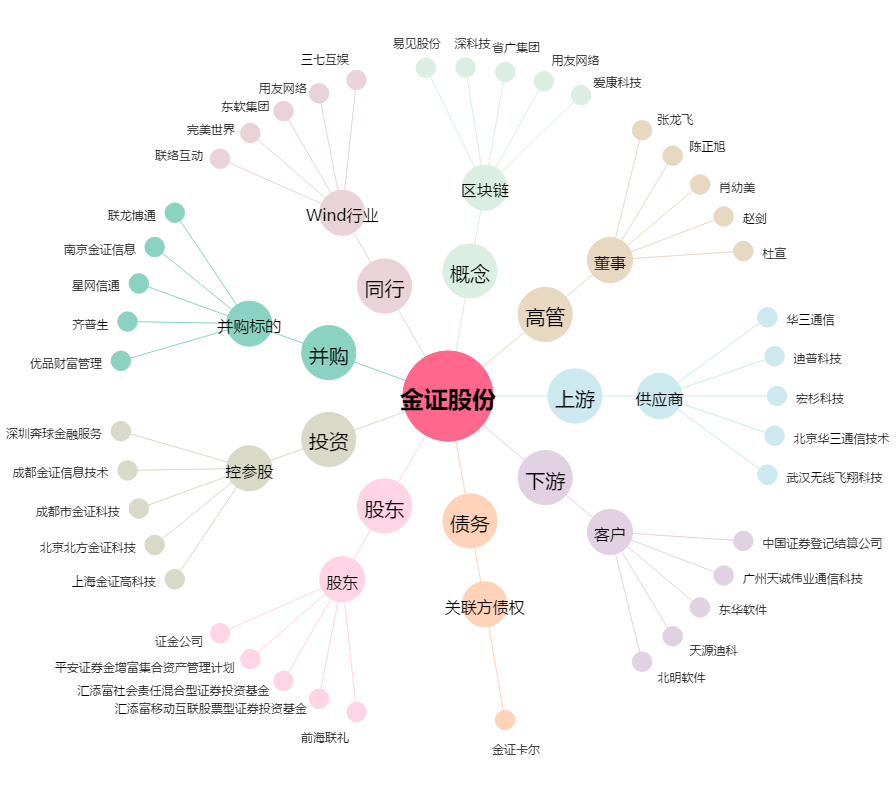 金证股份
概念
区块链
易见股份
深科技
省广集团
用友网络
爱康科技
高管
董事
张龙飞
陈正旭
肖幼美
赵剑
杜宣
上游
供应商
华三通信
迪普科技
宏杉科技
北京华三通信技术
武汉无线飞翔科技
下游
客户
中国证券登记结算公司
广州天诚伟业通信科技
东华软件
天源迪科
北明软件
债务
关联方债权
金证卡尔
股东
股东
前海联礼
汇添富移动互联股票型证券投资基金
汇添富社会责任混合型证券投资基金
平安证券金增富集合资产管理计划
证金公司
投资
控参股
上海金证高科技
北京北方金证科技
成都市金证科技
成都金证信息技术
深圳奔球金融服务
并购
并购标的
优品财富管理
齐普生
星网信通
南京金证信息
联龙博通
同行
Wind行业
联络互动
完美世界
东软集团
用友网络
三七互娱